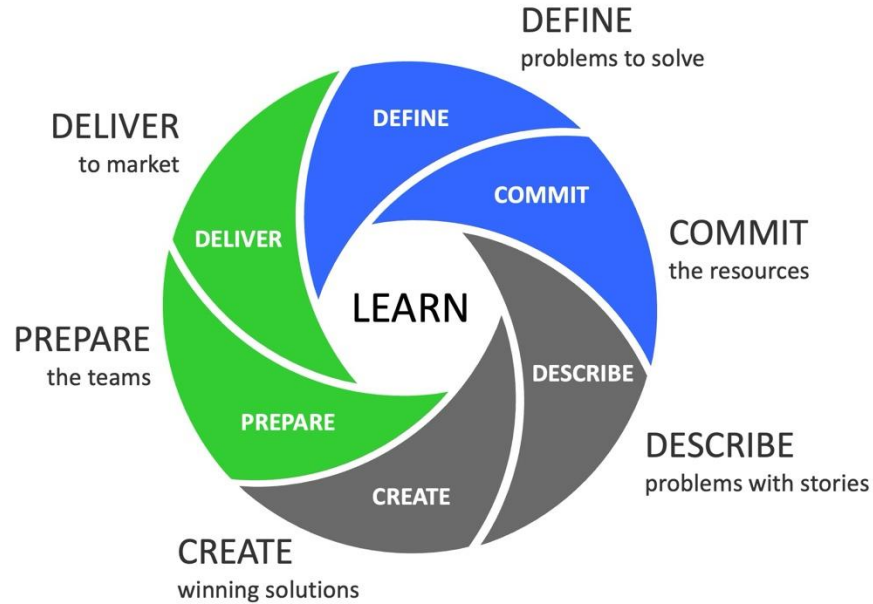 DEFINE
problems to solve
DEFINE
COMMIT
COMMIT
the resources
DESCRIBE
DESCRIBE
problems with stories
CREATE
CREATE
winning solutions
PREPARE
PREPARE
the teams
DELIVER
DELIVER
to market
LEARN